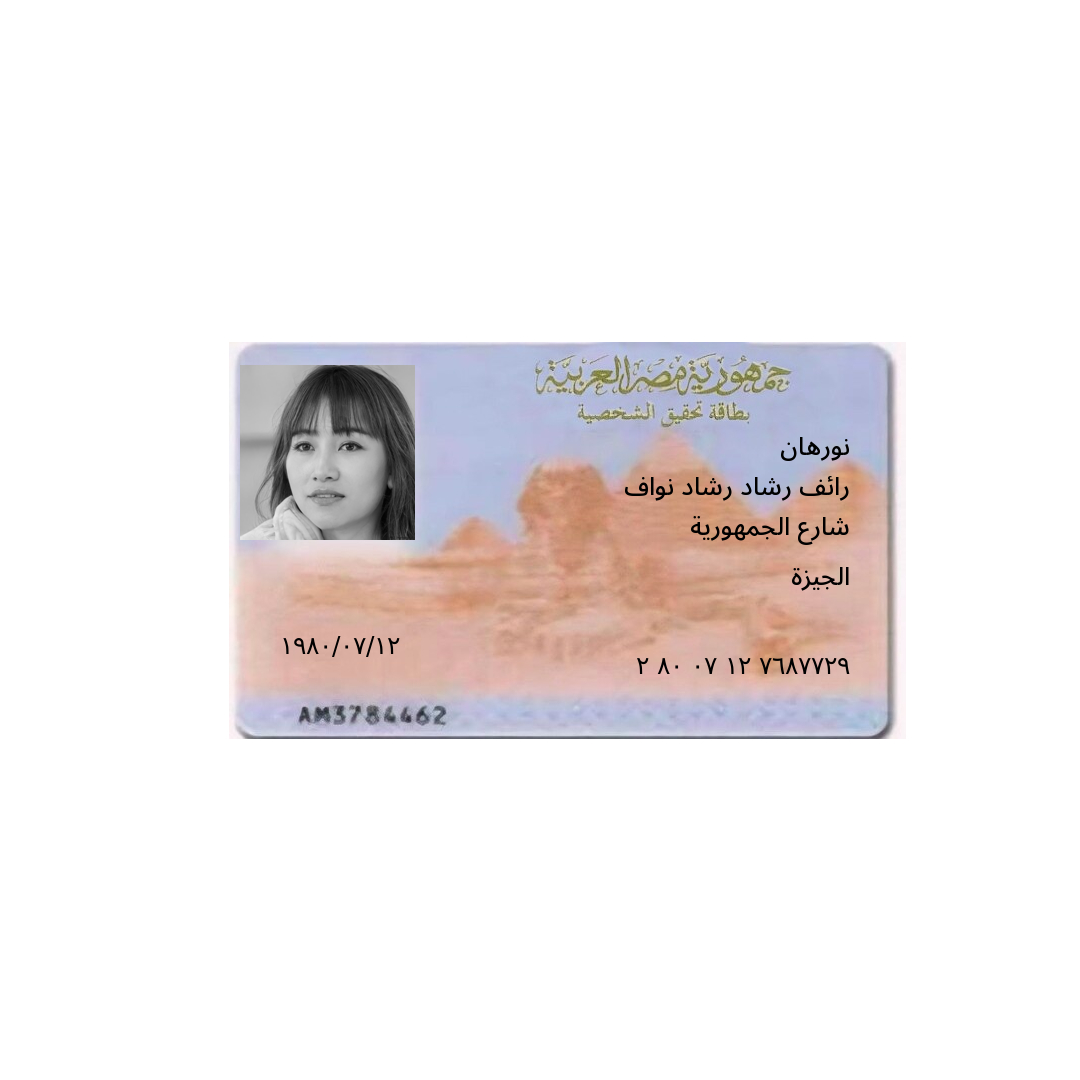 جمهورية مصر العربية
بطاقة تحقيق الشخصية
نورهان
رائف رشاد رشاد نواف
شارع الجمهورية
الجيزة
١٩٨٠/٠٧/١٢
٢ ٨٠ ٠٧ ١٢ ٧٦٨٧٧٢٩
AM3784462